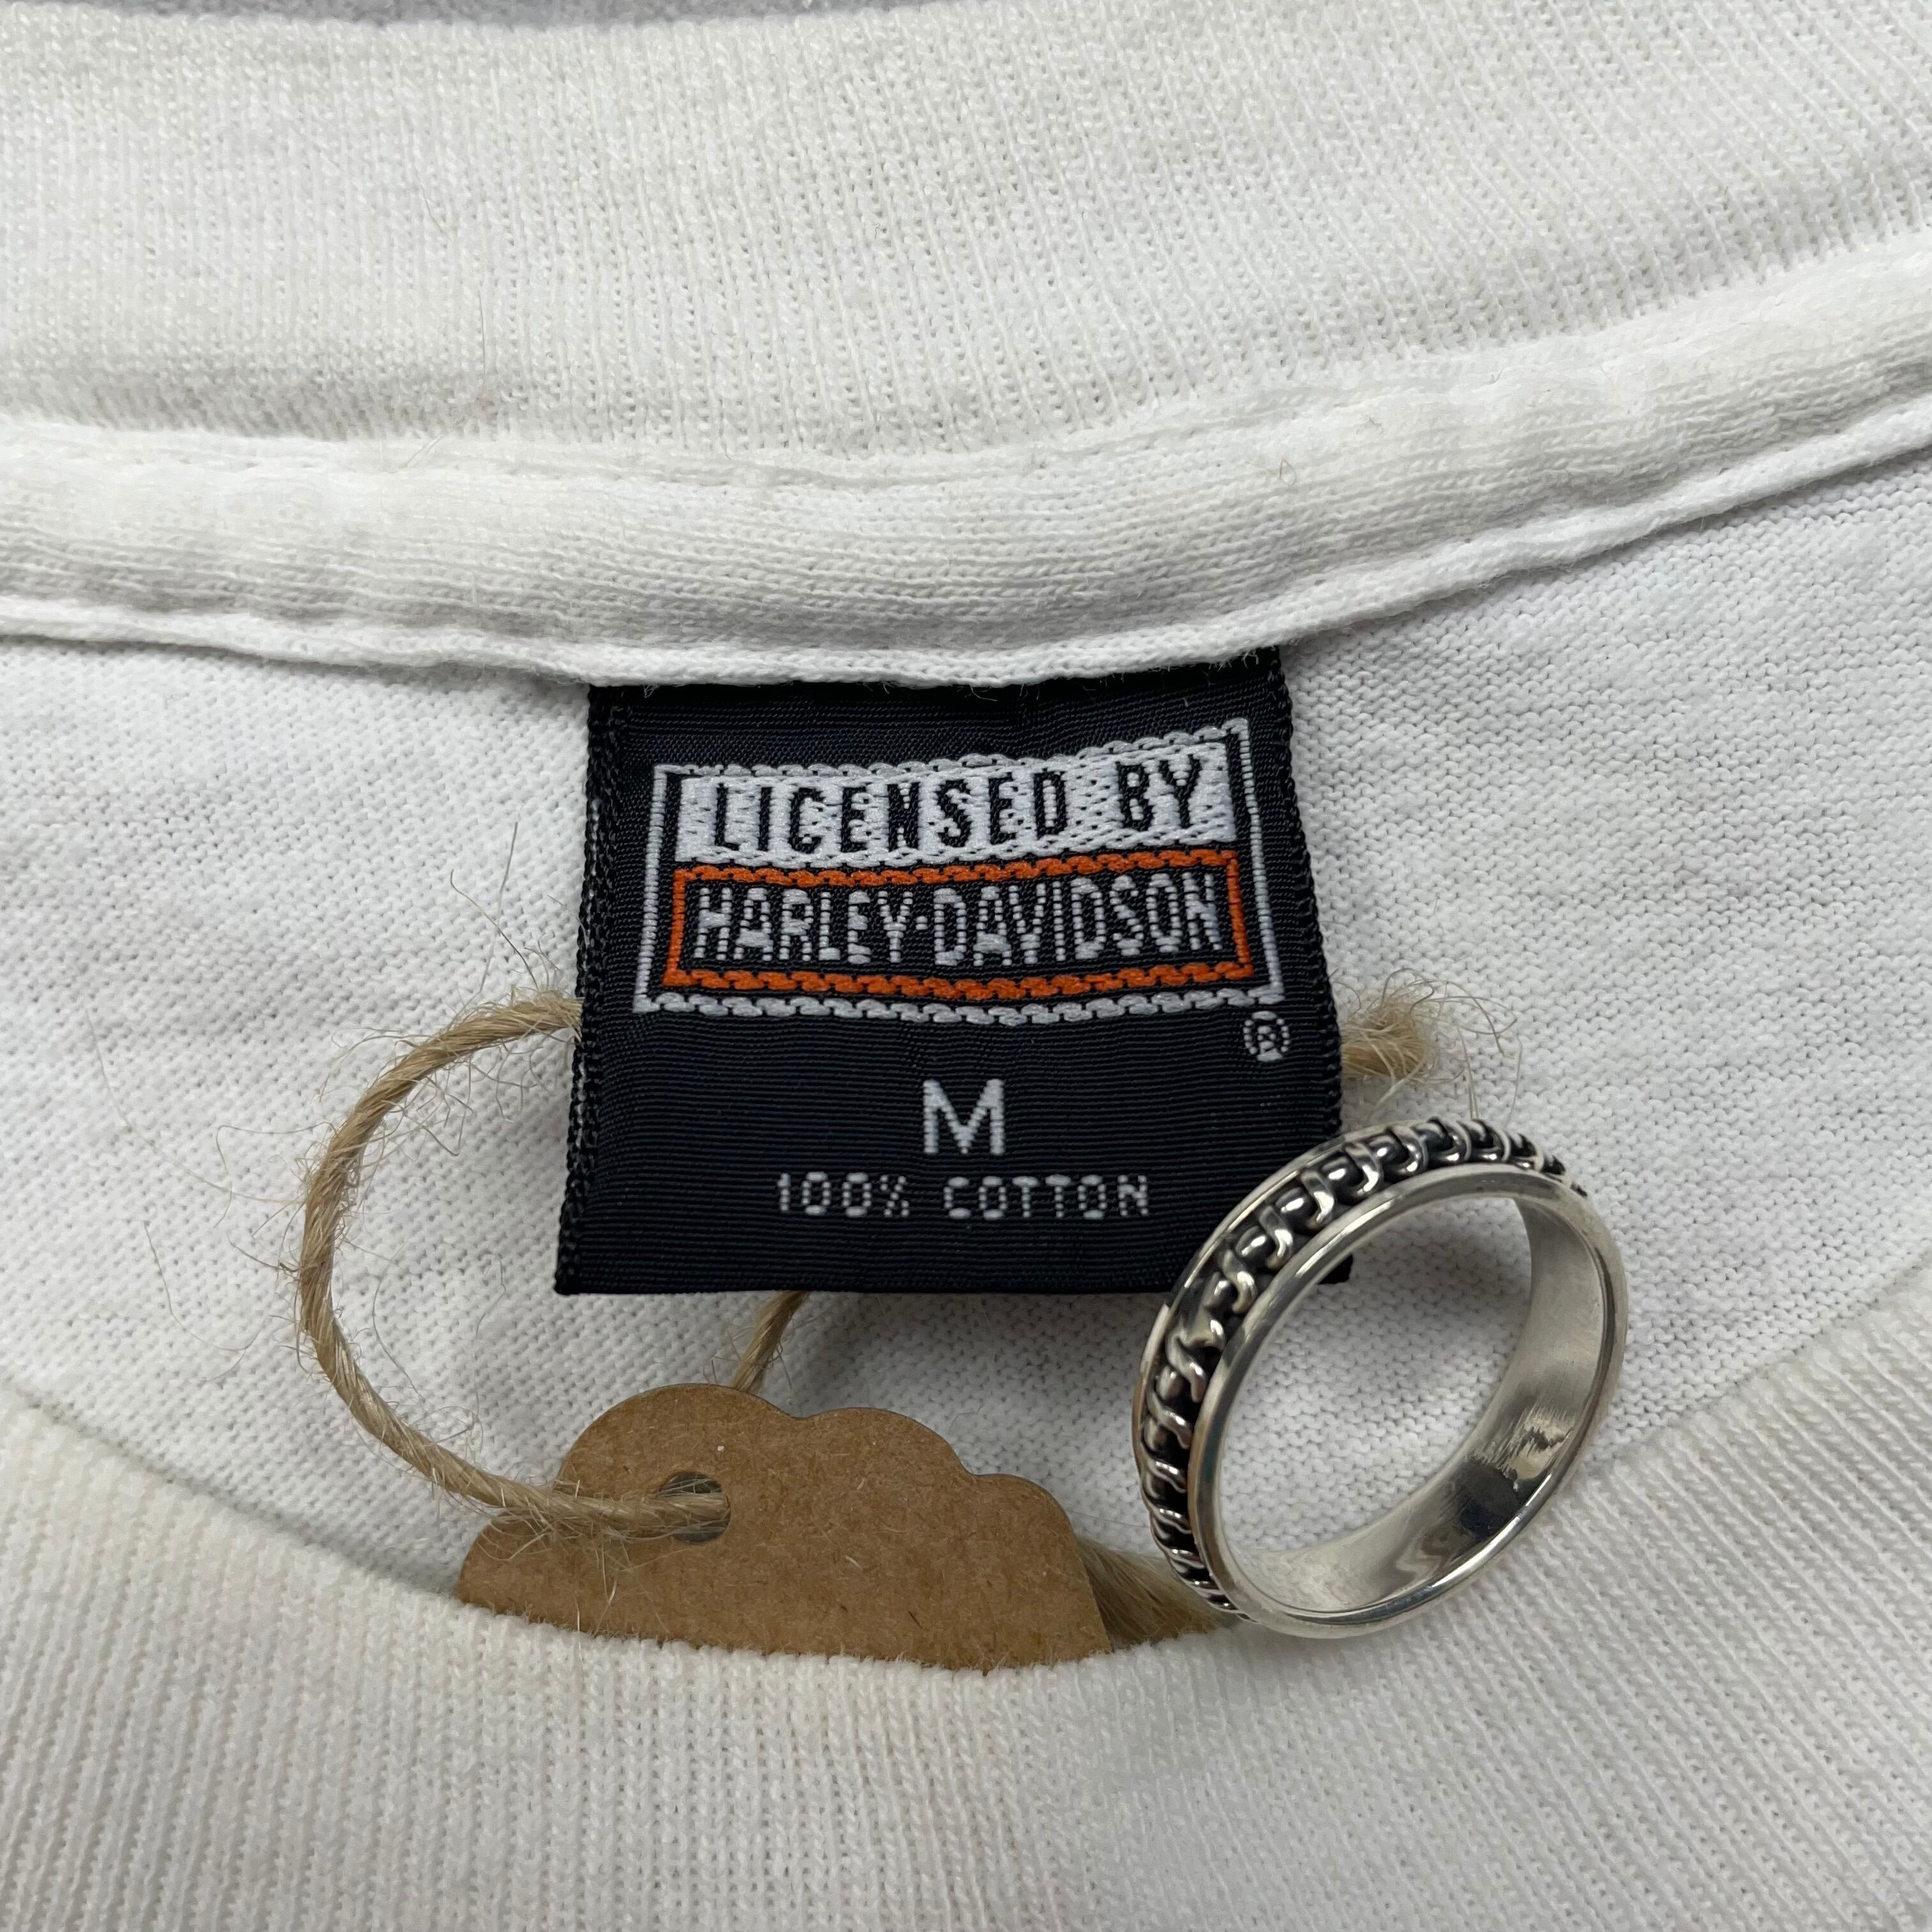 LICENSED BY
HARLEY-DAVIDSON
®
M
100% COTTON